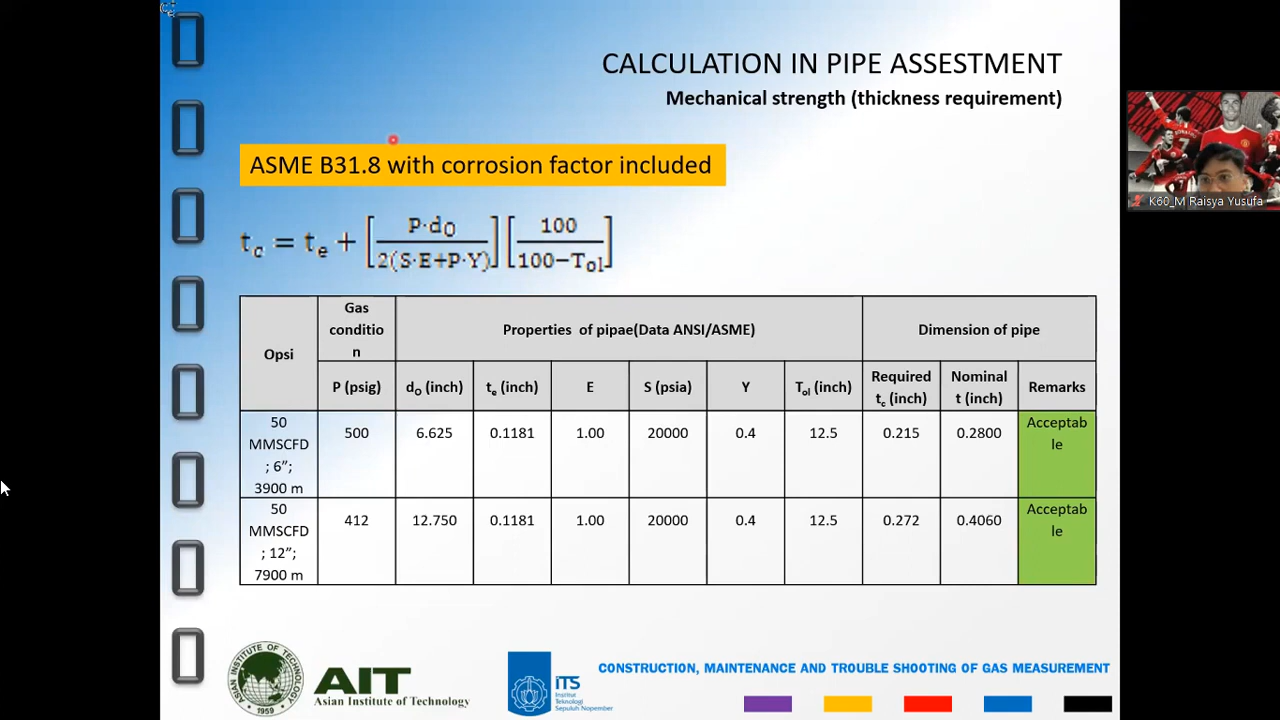 CALCULATION IN PIPE ASSESTMENT
Mechanical strength (thickness requirement)
K60_M Raisya Yusufa
ASME B31.8 with corrosion factor included
t_c = t_e + [P·d_O / 2(S·E+P·Y)] [100 / 100−T_ol]
Opsi
Gas
conditio
n
Properties of pipae(Data ANSI/ASME)
Dimension of pipe
P (psig)
d_O (inch)
t_e (inch)
E
S (psia)
Y
T_ol (inch)
Required
t_c (inch)
Nominal
t (inch)
Remarks
50
MMSCFD
; 6”;
3900 m
500
6.625
0.1181
1.00
20000
0.4
12.5
0.215
0.2800
Acceptab
le
50
MMSCFD
; 12”;
7900 m
412
12.750
0.1181
1.00
20000
0.4
12.5
0.272
0.4060
Acceptab
le
ASIAN INSTITUTE OF TECHNOLOGY
1959
AIT
Asian Institute of Technology
iTS
Institut
Teknologi
Sepuluh Nopember
CONSTRUCTION, MAINTENANCE AND TROUBLE SHOOTING OF GAS MEASUREMENT